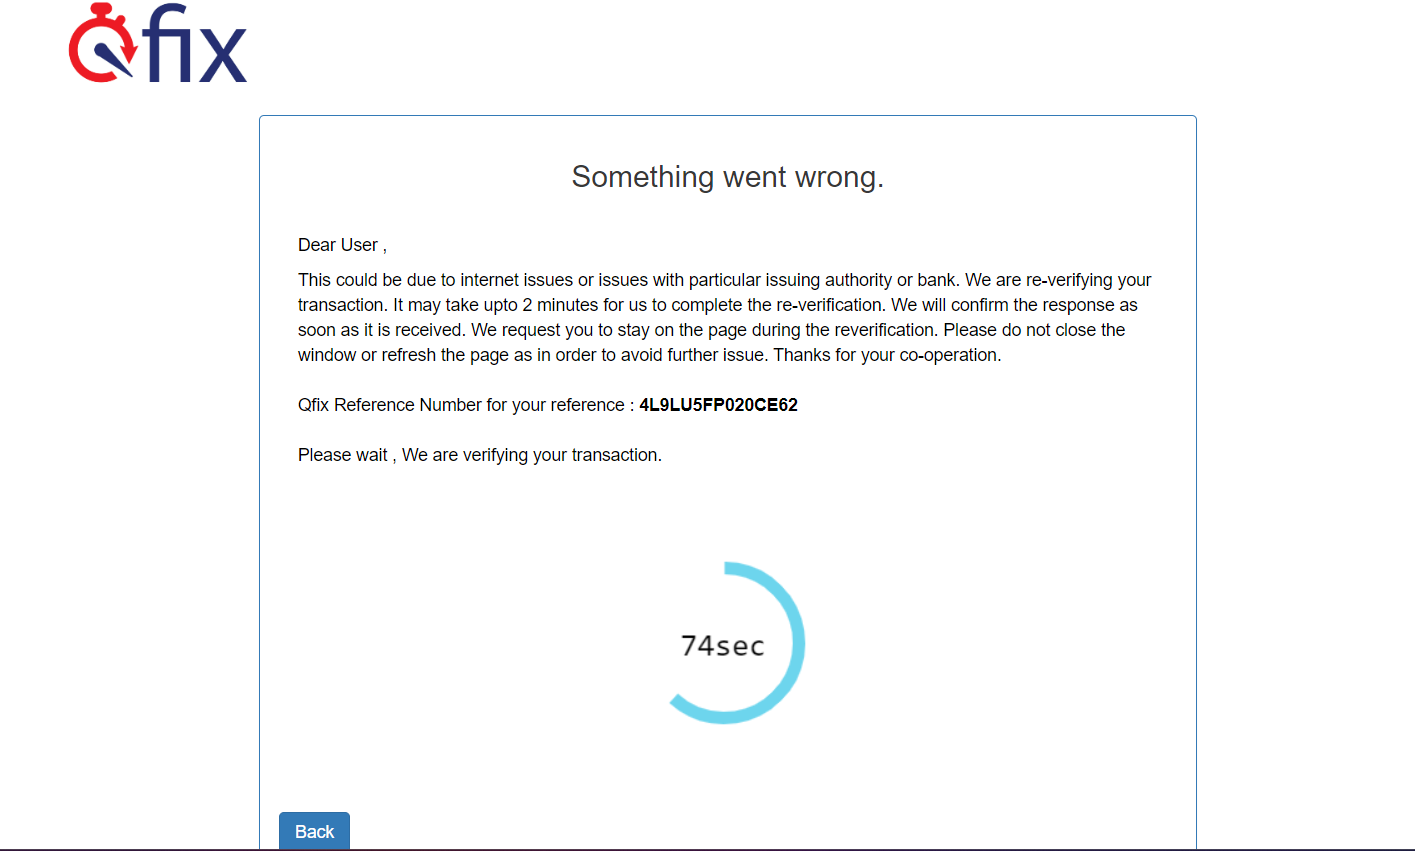 Qfix
Something went wrong.
Dear User ,
This could be due to internet issues or issues with particular issuing authority or bank. We are re-verifying your
transaction. It may take upto 2 minutes for us to complete the re-verification. We will confirm the response as
soon as it is received. We request you to stay on the page during the reverification. Please do not close the
window or refresh the page as in order to avoid further issue. Thanks for your co-operation.
Qfix Reference Number for your reference : 4L9LU5FP020CE62
Please wait , We are verifying your transaction.
74sec
Back